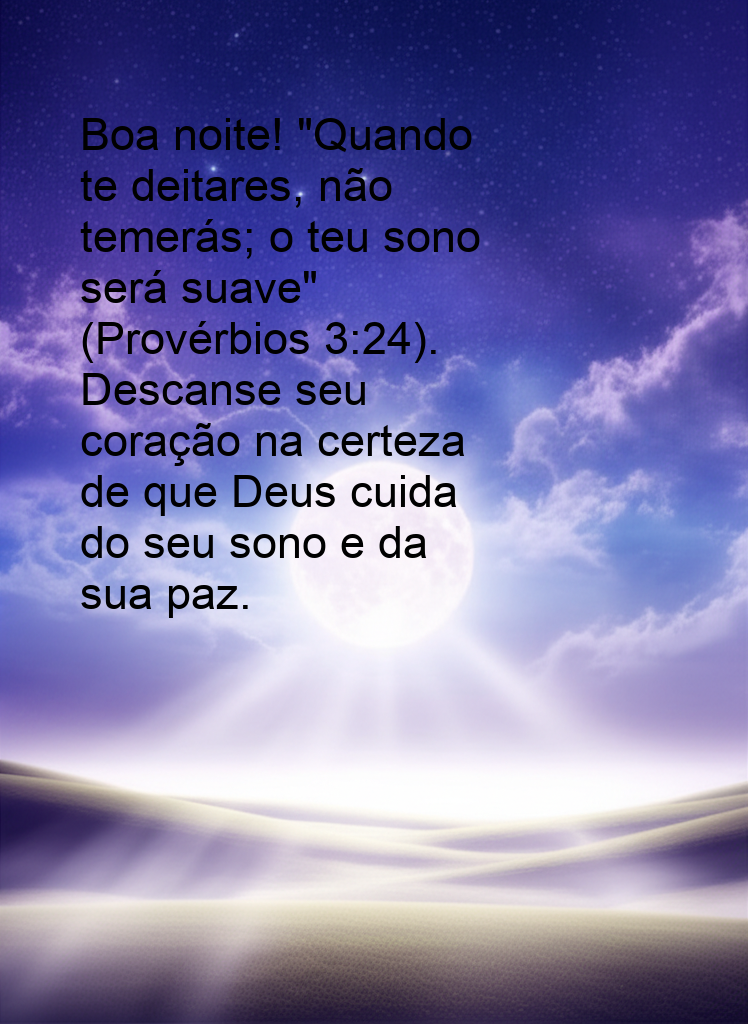 Boa noite! "Quando
te deitares, não
temerás; o teu sono
será suave"
(Provérbios 3:24).
Descanse seu
coração na certeza
de que Deus cuida
do seu sono e da
sua paz.